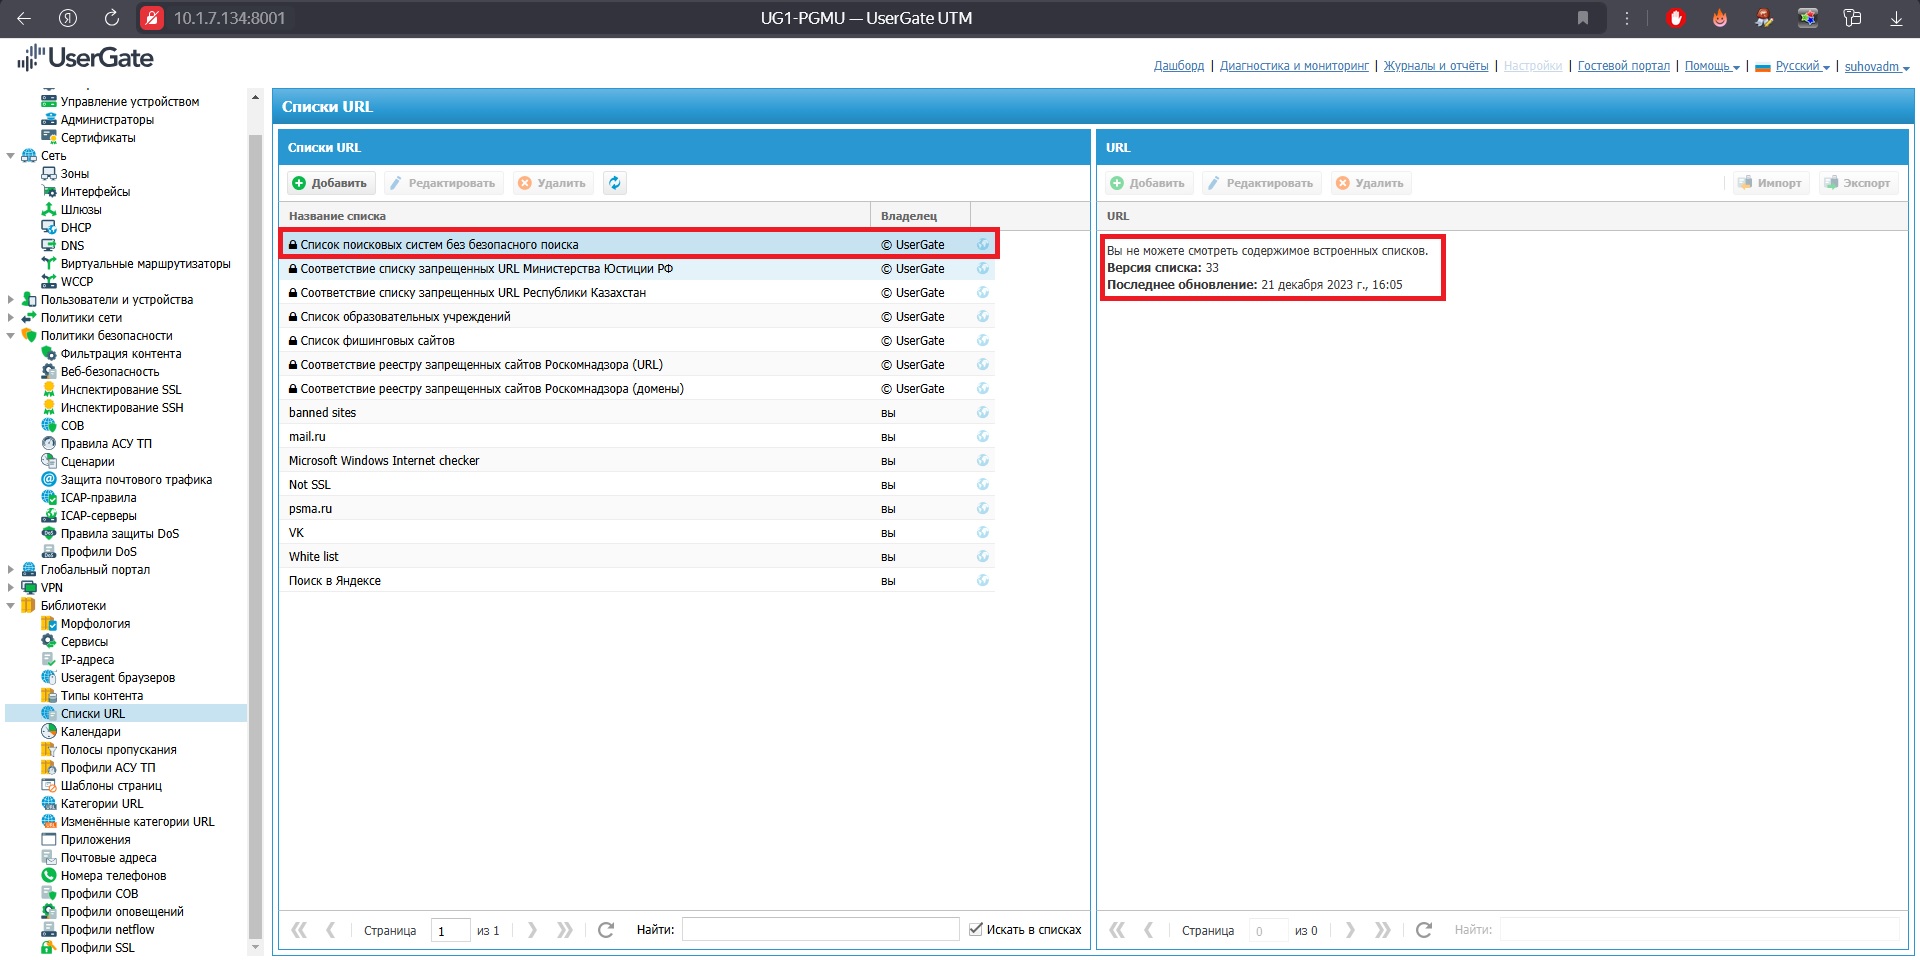 10.1.7.134:8001
UG1-PGMU — UserGate UTM
UserGate
Дашборд | Диагностика и мониторинг | Журналы и отчёты | Настройки | Гостевой портал | Помощь | Русский | suhovadm
Управление устройством
Администраторы
Сертификаты
Сеть
Зоны
Интерфейсы
Шлюзы
DHCP
DNS
Виртуальные маршрутизаторы
WCCP
Пользователи и устройства
Политики сети
Политики безопасности
Фильтрация контента
Веб-безопасность
Инспектирование SSL
Инспектирование SSH
СОВ
Правила АСУ ТП
Сценарии
Защита почтового трафика
ICAP-правила
ICAP-серверы
Правила защиты DoS
Профили DoS
Глобальный портал
VPN
Библиотеки
Морфология
Сервисы
IP-адреса
Useragent браузеров
Типы контента
Списки URL
Календари
Полосы пропускания
Профили АСУ ТП
Шаблоны страниц
Категории URL
Изменённые категории URL
Приложения
Почтовые адреса
Номера телефонов
Профили СОВ
Профили оповещений
Профили netflow
Профили SSL
Списки URL
Списки URL
Добавить Редактировать Удалить
Название списка Владелец
Список поисковых систем без безопасного поиска © UserGate
Соответствие списку запрещенных URL Министерства Юстиции РФ © UserGate
Соответствие списку запрещенных URL Республики Казахстан © UserGate
Список образовательных учреждений © UserGate
Список фишинговых сайтов © UserGate
Соответствие реестру запрещенных сайтов Роскомнадзора (URL) © UserGate
Соответствие реестру запрещенных сайтов Роскомнадзора (домены) © UserGate
banned sites вы
mail.ru вы
Microsoft Windows Internet checker вы
Not SSL вы
psma.ru вы
VK вы
White list вы
Поиск в Яндексе вы
Страница 1 из 1 Найти: Искать в списках
URL
Добавить Редактировать Удалить Импорт Экспорт
URL
Вы не можете смотреть содержимое встроенных списков.
Версия списка: 33
Последнее обновление: 21 декабря 2023 г., 16:05
Страница 0 из 0 Найти: